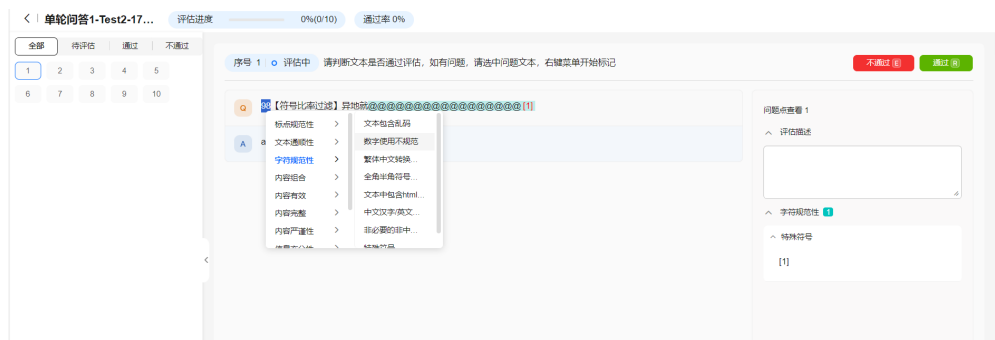 单轮问答1-Test2-17... 评估进度 0%(0/10) 通过率 0%
全部 待评估 通过 不通过
1 2 3 4 5
6 7 8 9 10
序号 1 评估中 请判断文本是否通过评估，如有问题，请选中问题文本，右键菜单开始标记 不通过 E 通过 R
Q 98【符号比率过滤】异地就@@@@@@@@@@@@@@@@@ [1]
A a
标点规范性
文本通顺性
字符规范性
内容组合
内容有效
内容完整
内容严谨性
文本包含乱码
数字使用不规范
繁体中文转换...
全角半角符号...
文本中包含html...
中文汉字/英文...
非必要的非中...
特殊符号
问题点查看 1
评估描述
字符规范性 1
特殊符号
[1]